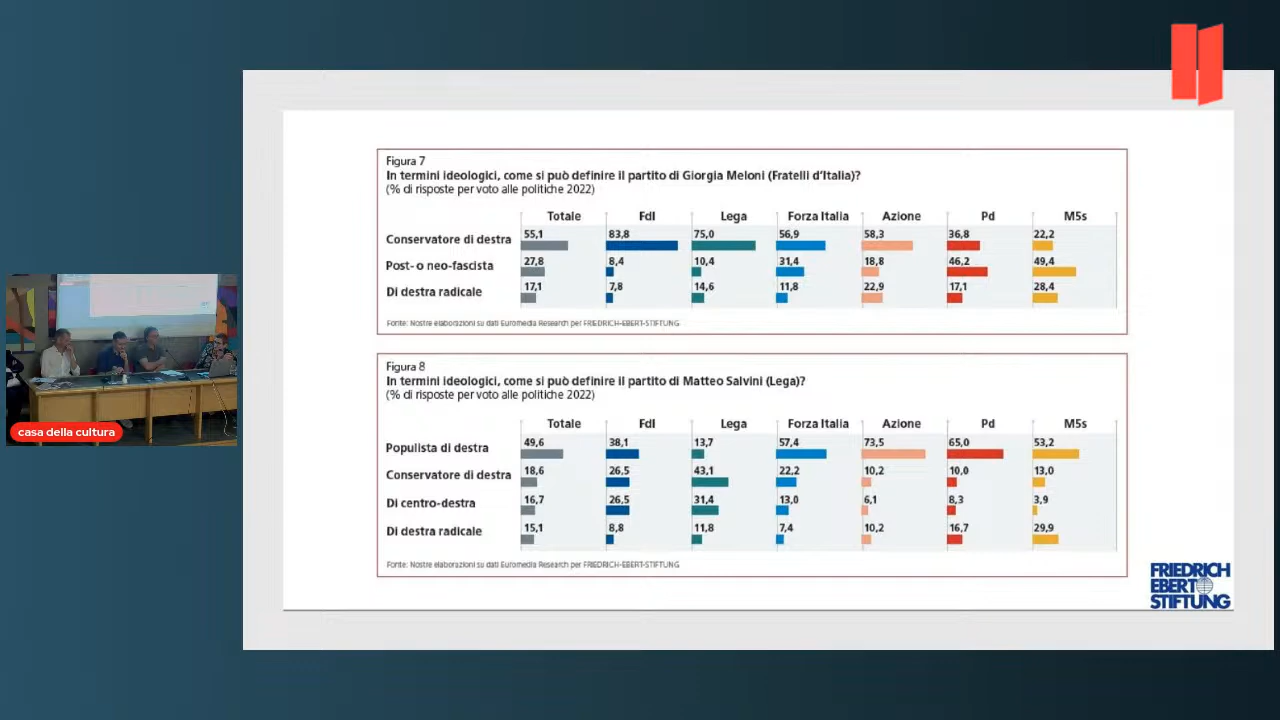 Figura 7
In termini ideologici, come si può definire il partito di Giorgia Meloni (Fratelli d'Italia)?
(% di risposte per voto alle politiche 2022)
Totale FdI Lega Forza Italia Azione Pd M5s
Conservatore di destra 55,1 83,8 75,0 56,9 58,3 36,8 22,2
Post- o neo-fascista 27,8 8,4 10,4 31,4 18,8 46,2 49,4
Di destra radicale 17,1 7,8 14,6 11,8 22,9 17,1 28,4
Fonte: Nostre elaborazioni su dati Euromedia Research per FRIEDRICH-EBERT-STIFTUNG
Figura 8
In termini ideologici, come si può definire il partito di Matteo Salvini (Lega)?
(% di risposte per voto alle politiche 2022)
Totale FdI Lega Forza Italia Azione Pd M5s
Populista di destra 49,6 38,1 13,7 57,4 73,5 65,0 53,2
Conservatore di destra 18,6 26,5 43,1 22,2 10,2 10,0 13,0
Di centro-destra 16,7 26,5 31,4 13,0 6,1 8,3 3,9
Di destra radicale 15,1 8,8 11,8 7,4 10,2 16,7 29,9
Fonte: Nostre elaborazioni su dati Euromedia Research per FRIEDRICH-EBERT-STIFTUNG
casa della cultura
FRIEDRICH
EBERT
STIFTUNG